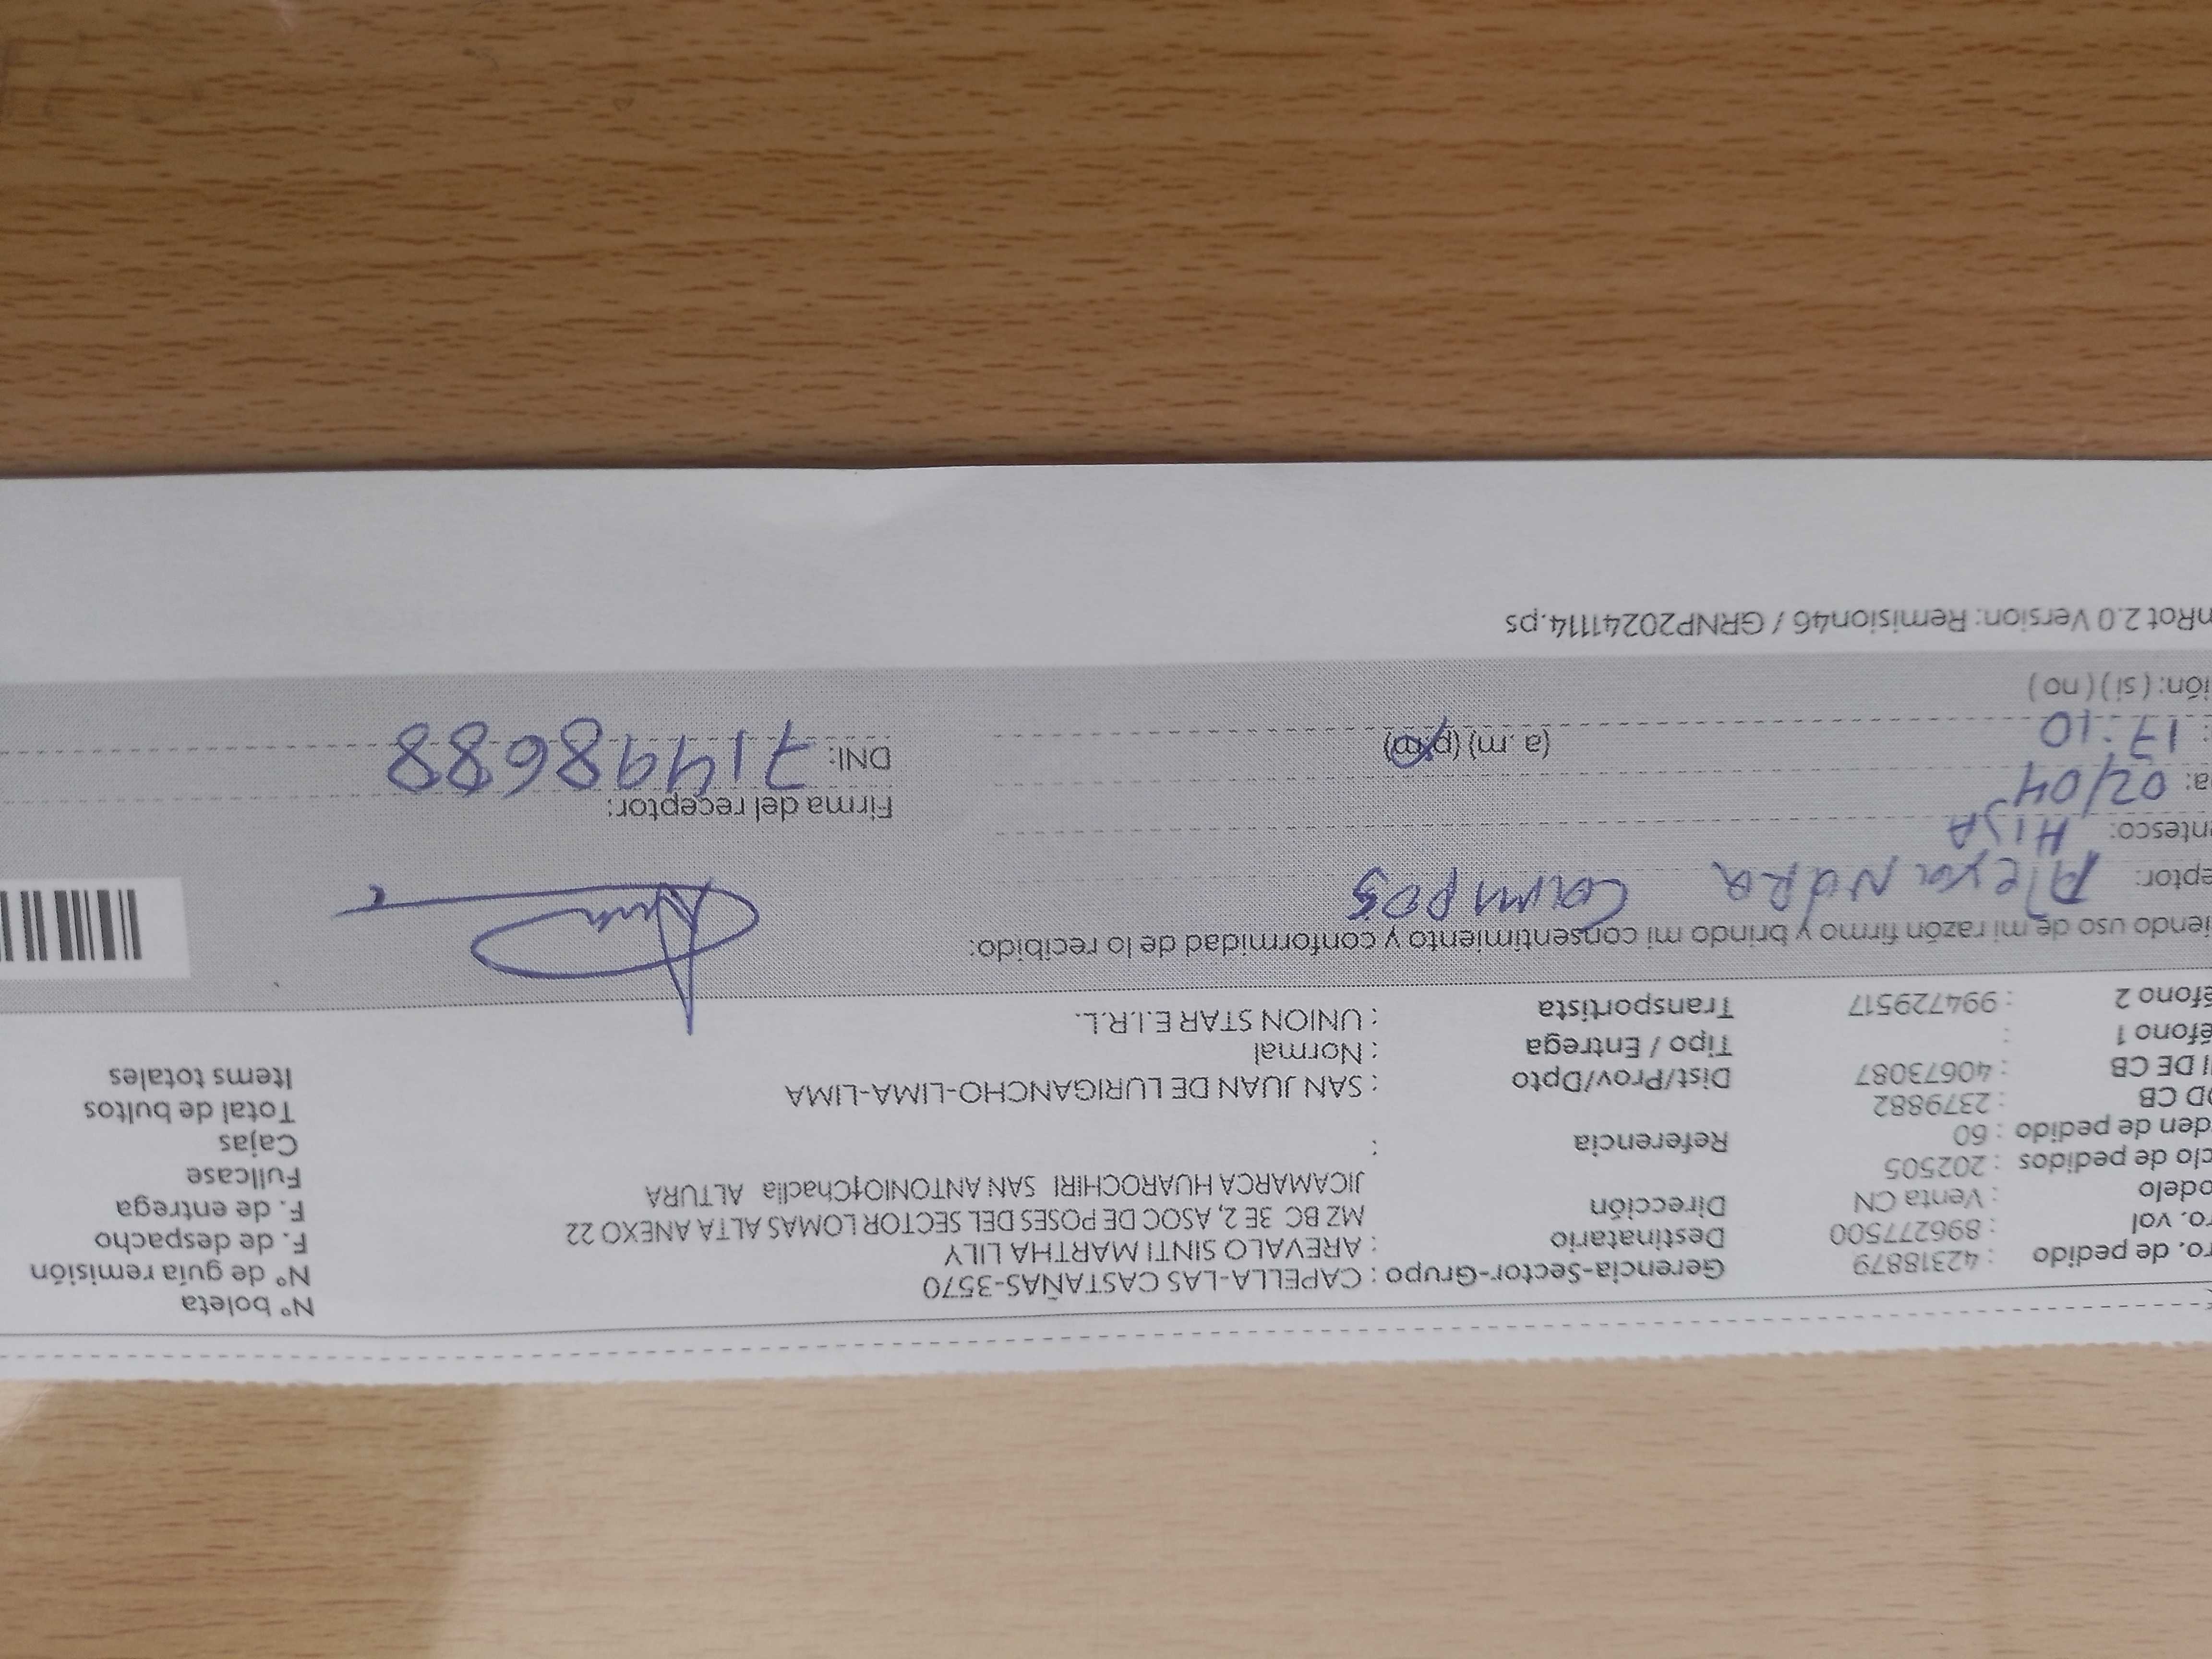 ro. de pedido : 42318879 Gerencia-Sector-Grupo : CAPELLA-LAS CASTAÑAS-3570 N° boleta
ro. val : 896277500 Destinatario : AREVALO SINTI MARTHA LILY N° de guía remisión
odelo : Venta CN Dirección MZ BC 3E 2, ASOC DE POSES DEL SECTOR LOMAS ALTA ANEXO 22 F. de despacho
clo de pedidos : 202505 JICAMARCA HUAROCHIRI SAN ANTONIO|Chaclla ALTURA F. de entrega
den de pedido : 60 Referencia : Fullcase
OD CB : 2379882 Cajas
I DE CB : 40673087 Dist/Prov/Dpto : SAN JUAN DE LURIGANCHO-LIMA-LIMA Total de bultos
éfono 1 : Tipo / Entrega : Normal Items totales
éfono 2 : 994729517 Transportista : UNION STAR E.I.R.L.
iendo uso de mi razón firmo y brindo mi consentimiento y conformidad de lo recibido:
eptor: Campos
entesco: HIJA Firma del receptor:
a: 02/04
: 17:10 (a .m) (p.m) DNI: 71498688
ión: ( si ) ( no )
nRot 2.0 Version: Remision46 / GRNP20241114.ps